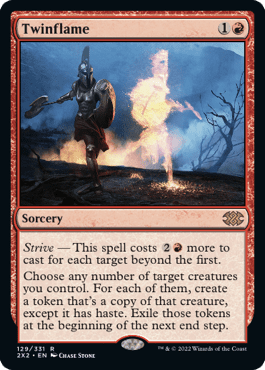 Twinflame 1
Sorcery
Strive — This spell costs 2 more to
cast for each target beyond the first.
Choose any number of target creatures
you control. For each of them, create
a token that's a copy of that creature,
except it has haste. Exile those tokens
at the beginning of the next end step.
129/331 R
2X2 • EN Chase Stone
™ & © 2022 Wizards of the Coast